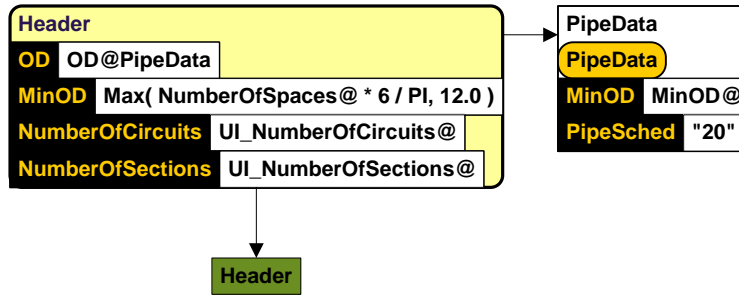 Header
OD OD@PipeData
MinOD Max( NumberOfSpaces@ * 6 / PI, 12.0 )
NumberOfCircuits UI_NumberOfCircuits@
NumberOfSections UI_NumberOfSections@
PipeData
PipeData
MinOD MinOD@
PipeSched "20"
Header